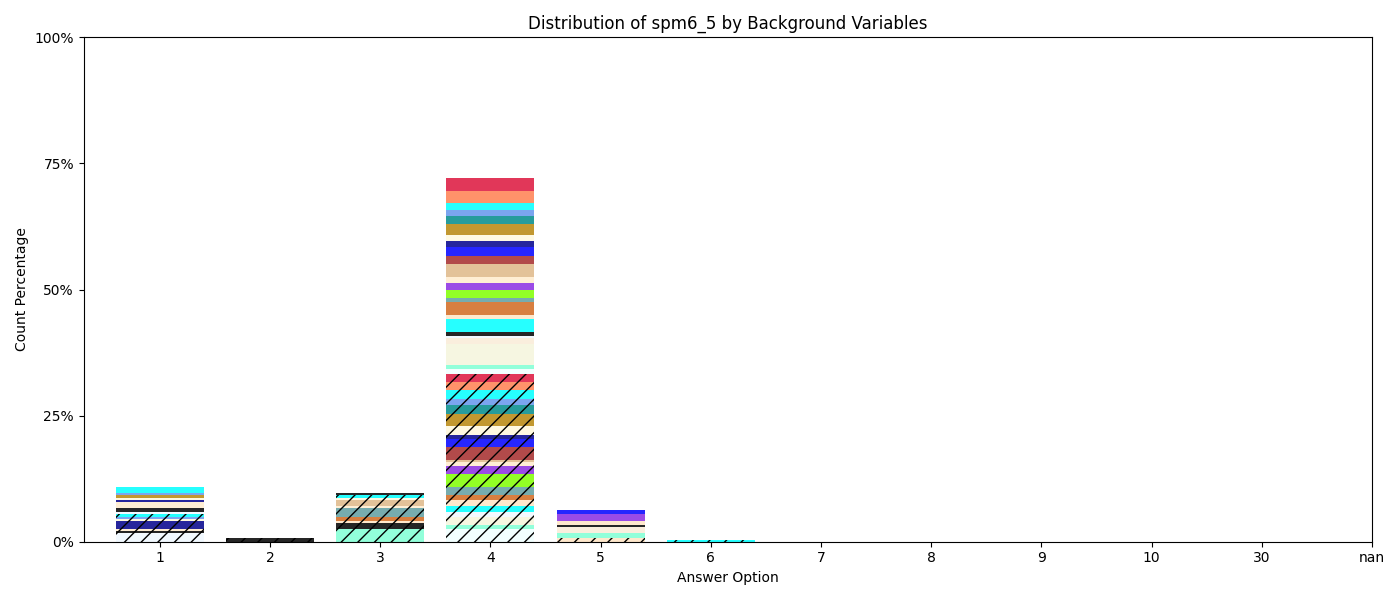 Distribution of spm6_5 by Background Variables
100%
75%
50%
25%
0%
Count Percentage
1 2 3 4 5 6 7 8 9 10 30 nan
Answer Option